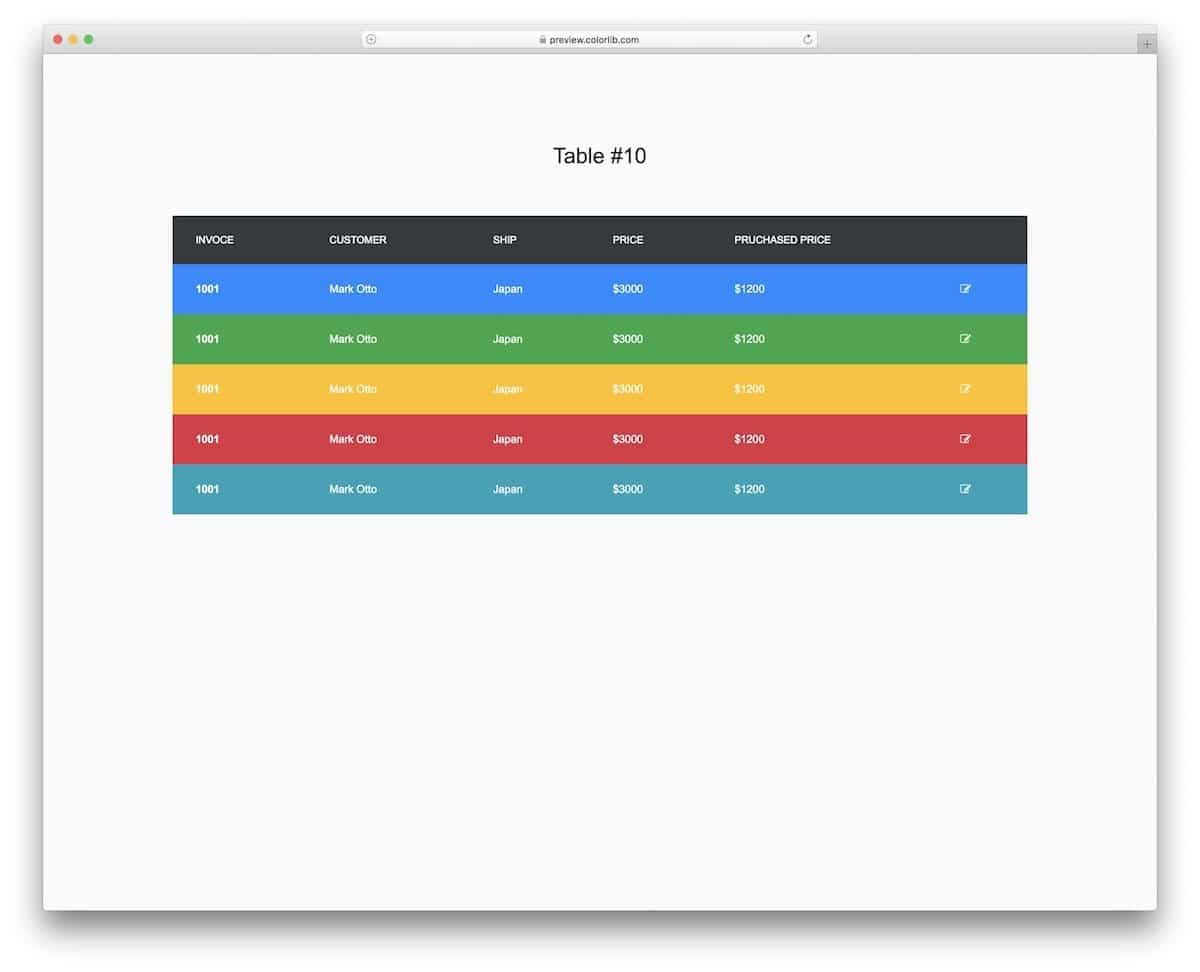 preview.colorlib.com
Table #10
INVOCE CUSTOMER SHIP PRICE PRUCHASED PRICE
1001 Mark Otto Japan $3000 $1200
1001 Mark Otto Japan $3000 $1200
1001 Mark Otto Japan $3000 $1200
1001 Mark Otto Japan $3000 $1200
1001 Mark Otto Japan $3000 $1200